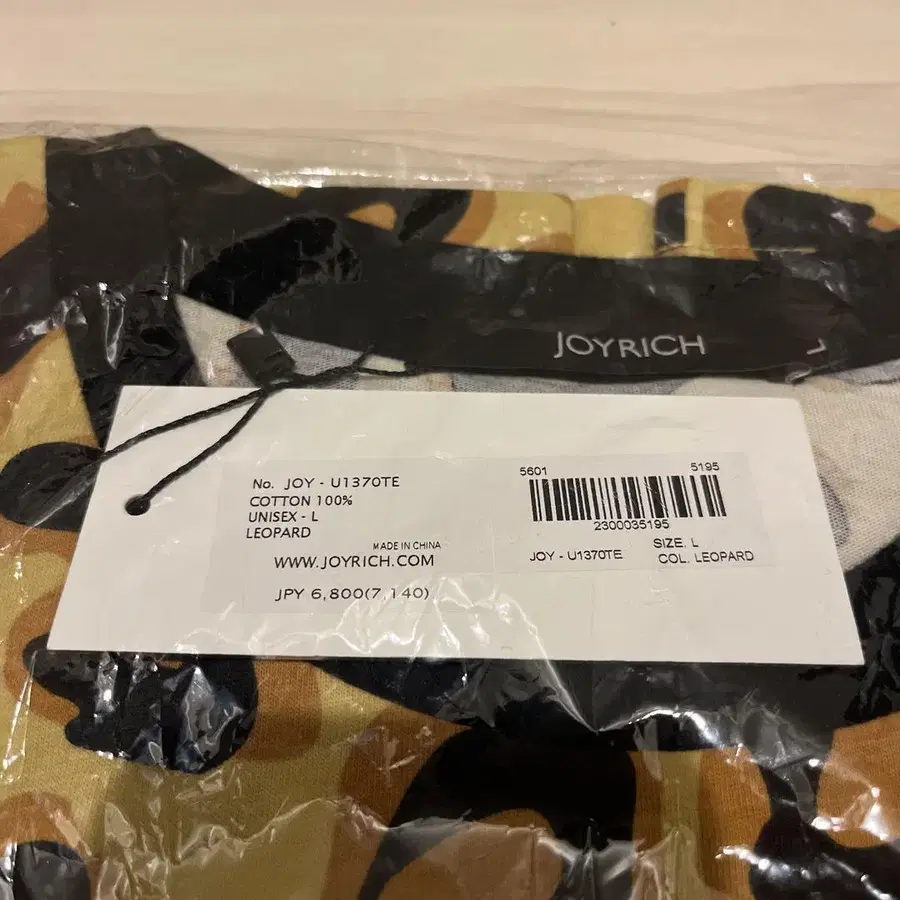 JOYRICH
L
No. JOY - U1370TE
COTTON 100%
UNISEX - L
LEOPARD
MADE IN CHINA
WWW.JOYRICH.COM
JPY 6,800(7,140)
5601 5195
2300035195
JOY - U1370TE SIZE. L
COL. LEOPARD